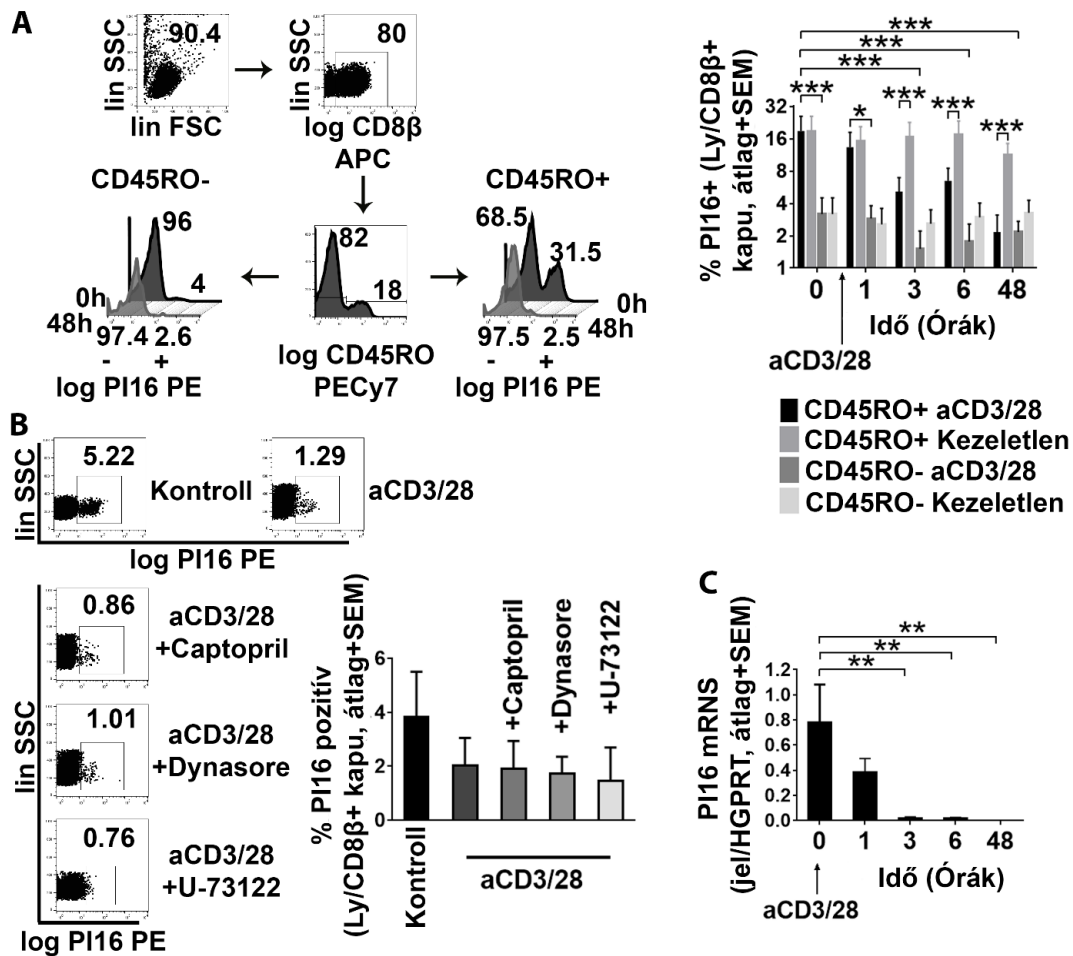 A
lin SSC
90.4
lin FSC
lin SSC
80
log CD8β
APC
CD45RO-
96
4
0h
48h
97.4 2.6
- +
log PI16 PE
82
18
log CD45RO
PECy7
CD45RO+
68.5
31.5
0h
48h
97.5 2.5
- +
log PI16 PE
% PI16+ (Ly/CD8β+
kapu, átlag+SEM)
32
16
8
4
2
1
***
***
***
*** * *** *** ***
0 1 3 6 48
Idő (Órák)
aCD3/28
CD45RO+ aCD3/28
CD45RO+ Kezeletlen
CD45RO- aCD3/28
CD45RO- Kezeletlen
B
lin SSC
5.22
Kontroll
1.29
aCD3/28
log PI16 PE
lin SSC
0.86
aCD3/28
+Captopril
1.01
aCD3/28
+Dynasore
0.76
aCD3/28
+U-73122
log PI16 PE
% PI16 pozitív
(Ly/CD8β+ kapu, átlag+SEM)
6
4
2
0
+Captopril
+Dynasore
+U-73122
Kontroll
aCD3/28
C
PI16 mRNS
(jel/HGPRT, átlag+SEM)
1.2
1.0
0.8
0.6
0.4
0.2
0.0
**
**
**
0 1 3 6 48
Idő (Órák)
aCD3/28